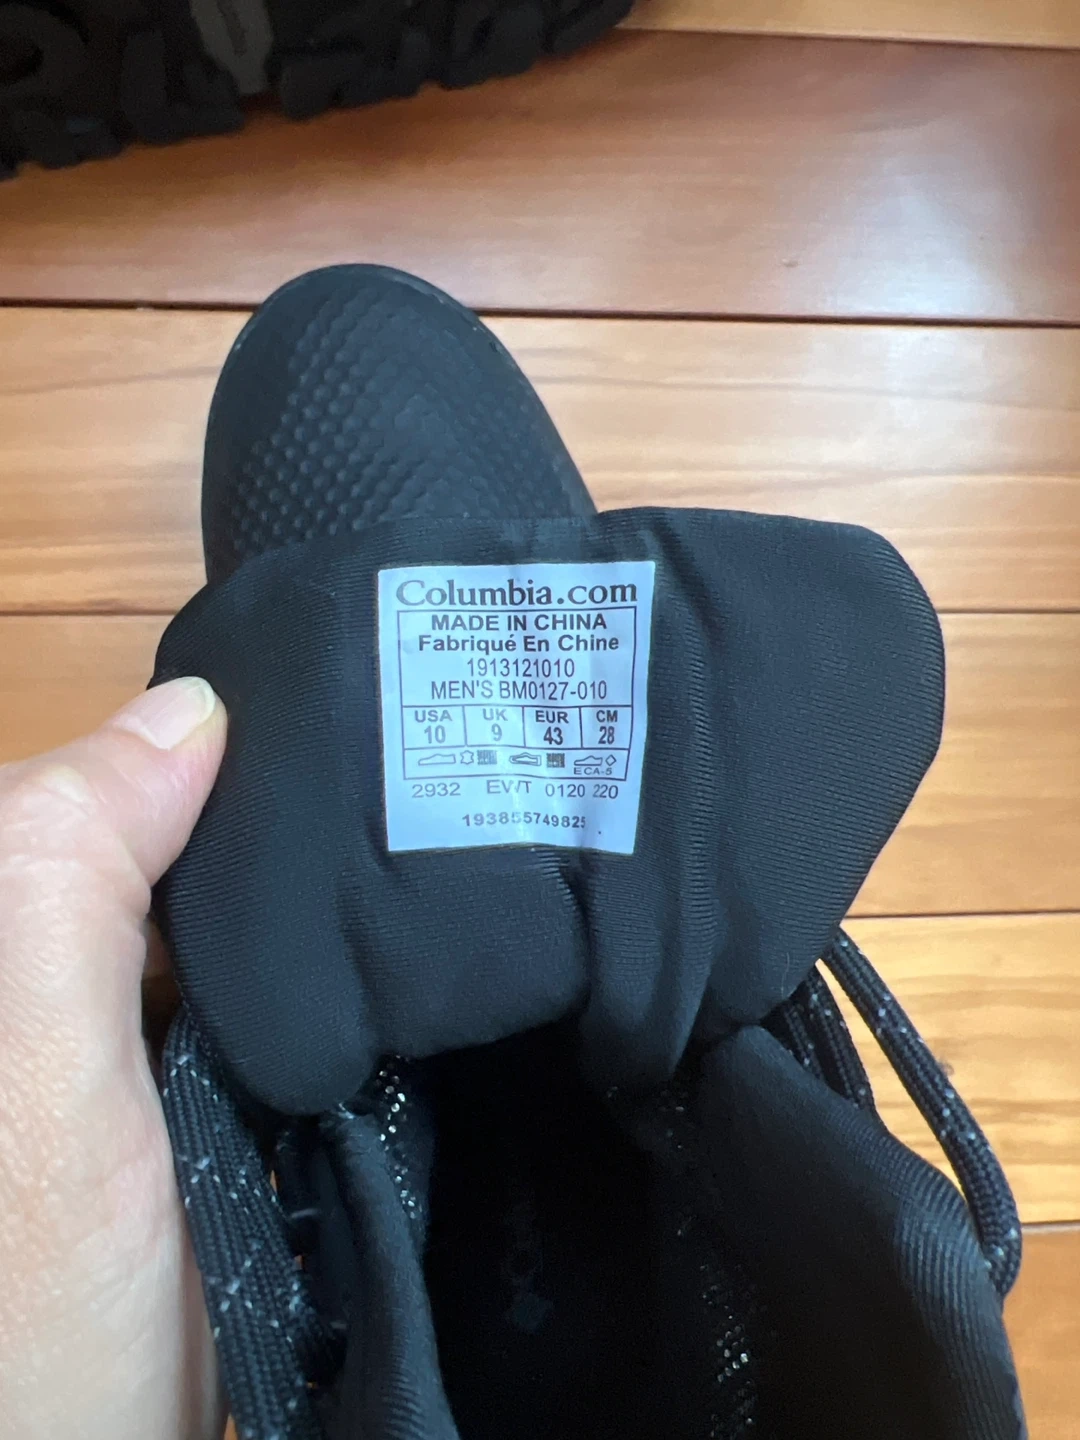 Columbia.com
MADE IN CHINA
Fabriqué En Chine
1913121010
MEN'S BM0127-010
USA UK EUR CM
10 9 43 28
ECA-5
2932 EWT 0120 220
193855749825